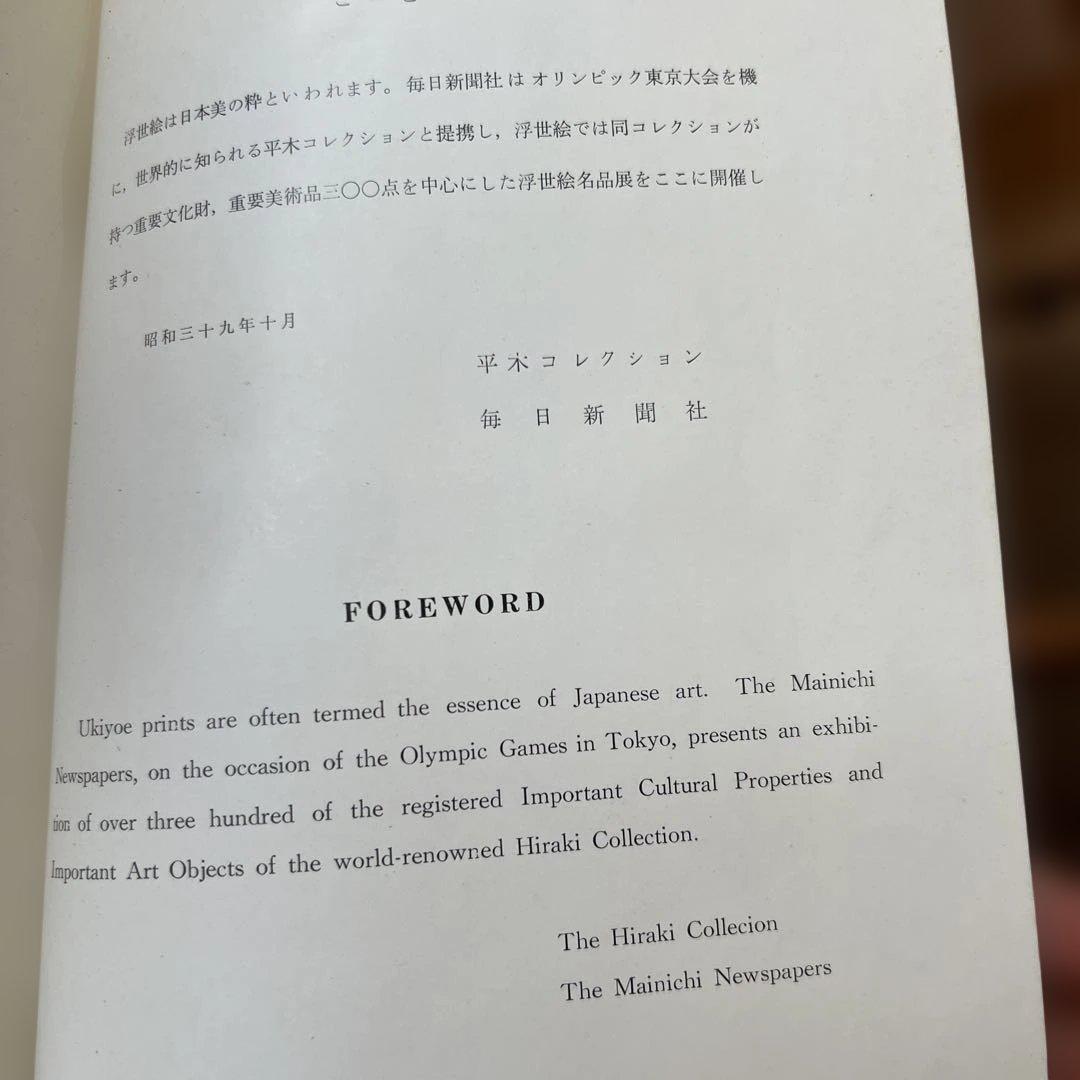 浮世絵は日本美の粋といわれます。毎日新聞社はオリンピック東京大会を機
に，世界的に知られる平木コレクションと提携し，浮世絵では同コレクションが
持つ重要文化財，重要美術品三〇〇点を中心にした浮世絵名品展をここに開催し
ます。
昭和三十九年十月
平木コレクション
毎日新聞社
FOREWORD
Ukiyoe prints are often termed the essence of Japanese art. The Mainichi
Newspapers, on the occasion of the Olympic Games in Tokyo, presents an exhibi-
tion of over three hundred of the registered Important Cultural Properties and
Important Art Objects of the world-renowned Hiraki Collection.
The Hiraki Collecion
The Mainichi Newspapers